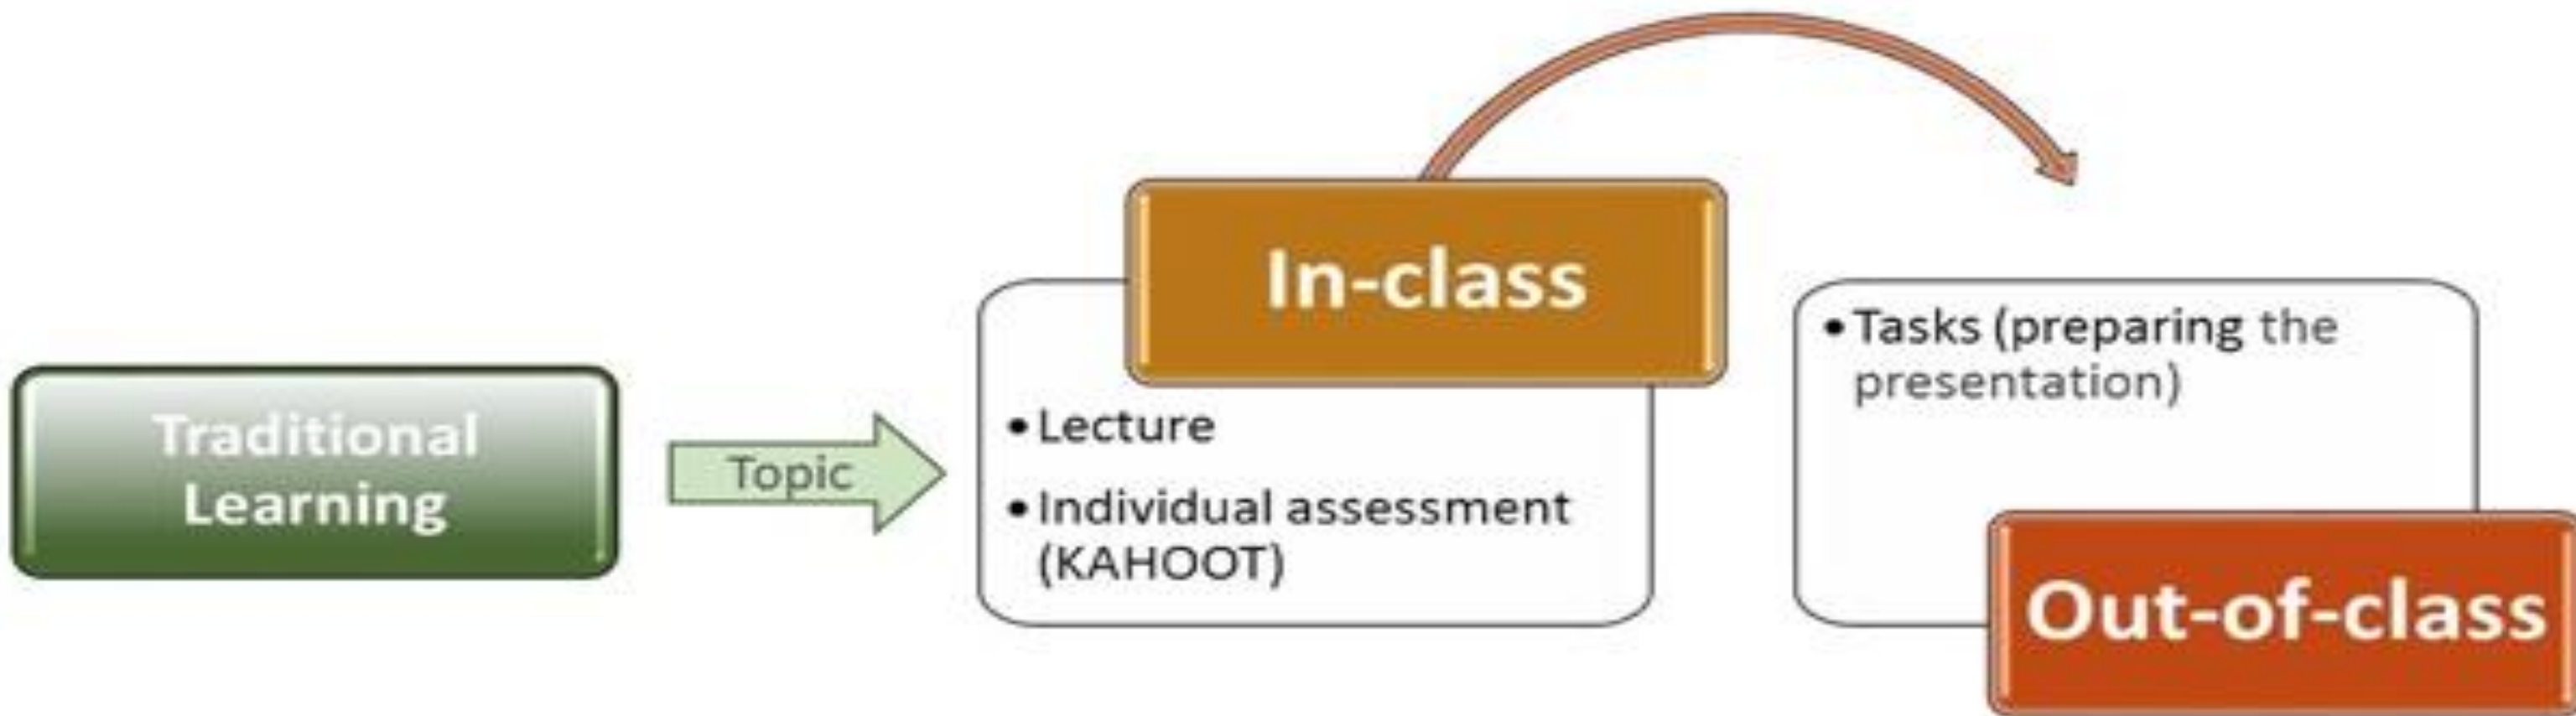 Traditional
Learning
Topic
In-class
• Lecture
• Individual assessment
(KAHOOT)
• Tasks (preparing the
presentation)
Out-of-class